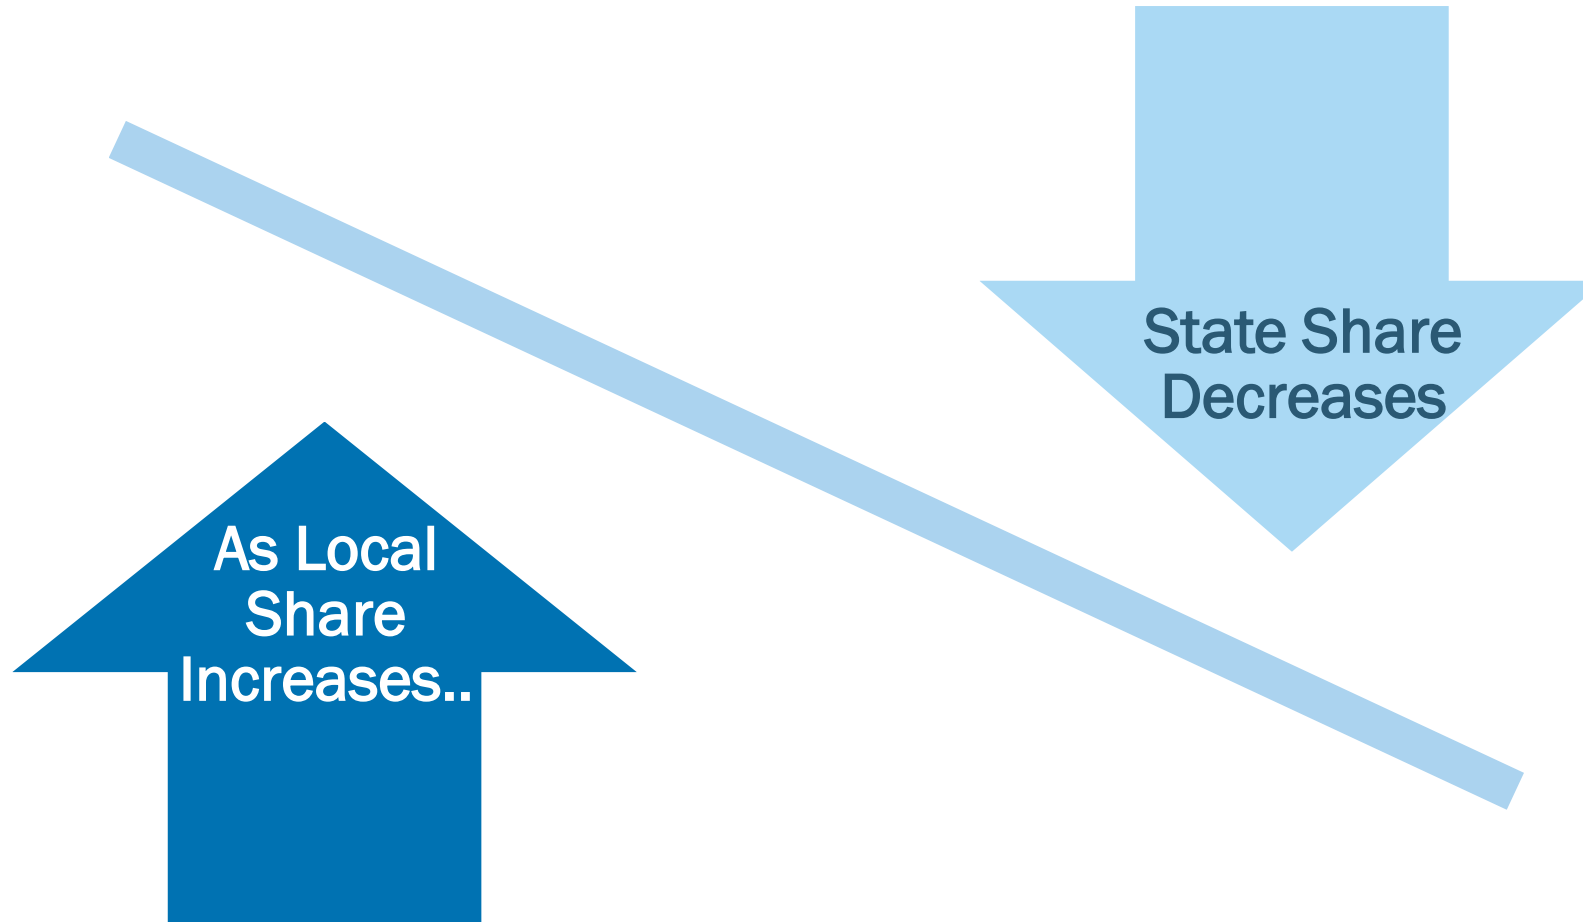 As Local
Share
Increases..
State Share
Decreases